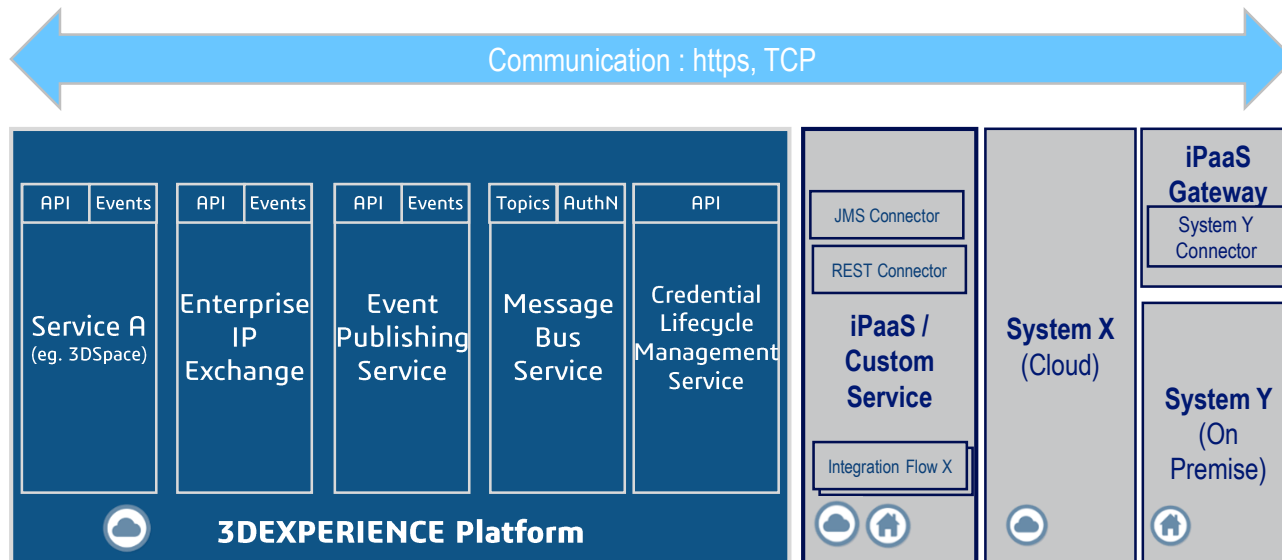 Communication : https, TCP
API
Events
Service A
(eg. 3DSpace)
API
Events
Enterprise
IP
Exchange
API
Events
Event
Publishing
Service
Topics
AuthN
Message
Bus
Service
API
Credential
Lifecycle
Management
Service
3DEXPERIENCE Platform
JMS Connector
REST Connector
iPaaS /
Custom
Service
Integration Flow X
System X
(Cloud)
iPaaS
Gateway
System Y
Connector
System Y
(On
Premise)